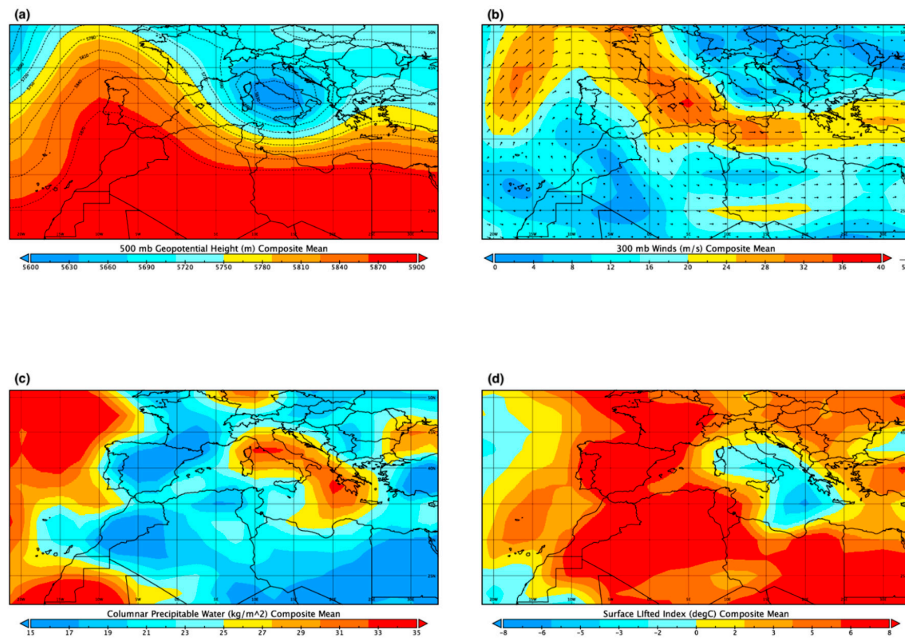 (a)
(b)
500 mb Geopotential Height (m) Composite Mean
5600 5630 5660 5690 5720 5750 5780 5810 5840 5870 5900
300 mb Winds (m/s) Composite Mean
0 4 8 12 16 20 24 28 32 36 40
(c)
(d)
Columnar Precipitable Water (kg/m^2) Composite Mean
15 17 19 21 23 25 27 29 31 33 35
Surface Lifted Index (degC) Composite Mean
-8 -6 -5 -3 -2 0 2 3 5 6 8